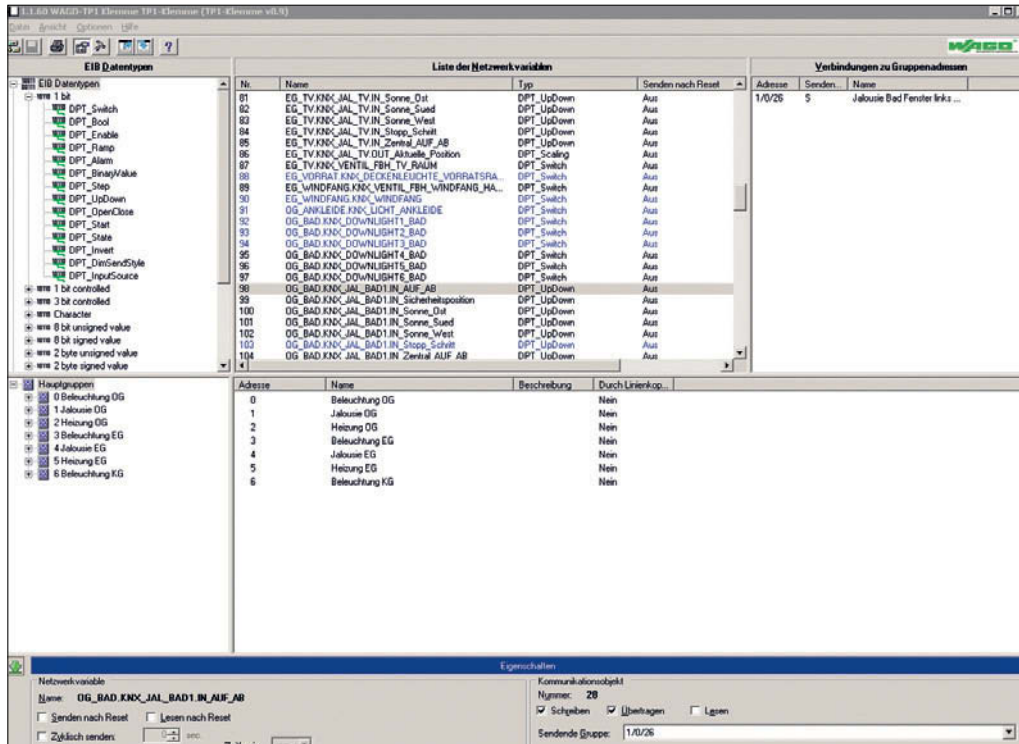 1.1.60 WAGO-TP1 Klemme TP1-Klemme (TP1-Klemme v0.9)
Datei Ansicht Optionen Hilfe
WAGO
EIB Datentypen
EIB Datentypen
1 bit
DPT_Switch
DPT_Bool
DPT_Enable
DPT_Ramp
DPT_Alarm
DPT_BinaryValue
DPT_Step
DPT_UpDown
DPT_OpenClose
DPT_Start
DPT_State
DPT_Invert
DPT_DimSendStyle
DPT_InputSource
1 bit controlled
3 bit controlled
Character
8 bit unsigned value
8 bit signed value
2 byte unsigned value
2 byte signed value
Liste der Netzwerkvariablen
Nr. Name Typ Senden nach Reset
81 EG_TV.KNX_JAL_TV.IN_Sonne_Ost DPT_UpDown Aus
82 EG_TV.KNX_JAL_TV.IN_Sonne_Sued DPT_UpDown Aus
83 EG_TV.KNX_JAL_TV.IN_Sonne_West DPT_UpDown Aus
84 EG_TV.KNX_JAL_TV.IN_Stopp_Schritt DPT_UpDown Aus
85 EG_TV.KNX_JAL_TV.IN_Zentral_AUF_AB DPT_UpDown Aus
86 EG_TV.KNX_JAL_TV.OUT_Aktuelle_Position DPT_Scaling Aus
87 EG_TV.KNX_VENTIL_FBH_TV_RAUM DPT_Switch Aus
88 EG_VORRAT.KNX_DECKENLEUCHTE_VORRATSRA... DPT_Switch Aus
89 EG_WINDFANG.KNX_VENTIL_FBH_WINDFANG_HA... DPT_Switch Aus
90 EG_WINDFANG.KNX_WINDFANG DPT_Switch Aus
91 OG_ANKLEIDE.KNX_LICHT_ANKLEIDE DPT_Switch Aus
92 OG_BAD.KNX_DOWNLIGHT1_BAD DPT_Switch Aus
93 OG_BAD.KNX_DOWNLIGHT2_BAD DPT_Switch Aus
94 OG_BAD.KNX_DOWNLIGHT3_BAD DPT_Switch Aus
95 OG_BAD.KNX_DOWNLIGHT4_BAD DPT_Switch Aus
96 OG_BAD.KNX_DOWNLIGHT5_BAD DPT_Switch Aus
97 OG_BAD.KNX_DOWNLIGHT6_BAD DPT_Switch Aus
98 OG_BAD.KNX_JAL_BAD1.IN_AUF_AB DPT_UpDown Aus
99 OG_BAD.KNX_JAL_BAD1.IN_Sicherheitsposition DPT_UpDown Aus
100 OG_BAD.KNX_JAL_BAD1.IN_Sonne_Ost DPT_UpDown Aus
101 OG_BAD.KNX_JAL_BAD1.IN_Sonne_Sued DPT_UpDown Aus
102 OG_BAD.KNX_JAL_BAD1.IN_Sonne_West DPT_UpDown Aus
103 OG_BAD.KNX_JAL_BAD1.IN_Stopp_Schritt DPT_UpDown Aus
104 OG_BAD.KNX_JAL_BAD1.IN_Zentral_AUF_AB DPT_UpDown Aus
Verbindungen zu Gruppenadressen
Adresse Senden... Name
1/0/26 S Jalousie Bad Fenster links ...
Hauptgruppen
0 Beleuchtung OG
1 Jalousie OG
2 Heizung OG
3 Beleuchtung EG
4 Jalousie EG
5 Heizung EG
6 Beleuchtung KG
Adresse Name Beschreibung Durch Linienkop...
0 Beleuchtung OG Nein
1 Jalousie OG Nein
2 Heizung OG Nein
3 Beleuchtung EG Nein
4 Jalousie EG Nein
5 Heizung EG Nein
6 Beleuchtung KG Nein
Eigenschaften
Netzwerkvariable
Name: OG_BAD.KNX_JAL_BAD1.IN_AUF_AB
Senden nach Reset Lesen nach Reset
Zyklisch senden: 0 sec.
Kommunikationsobjekt
Nummer: 28
Schreiben Übertragen Lesen
Sendende Gruppe: 1/0/26